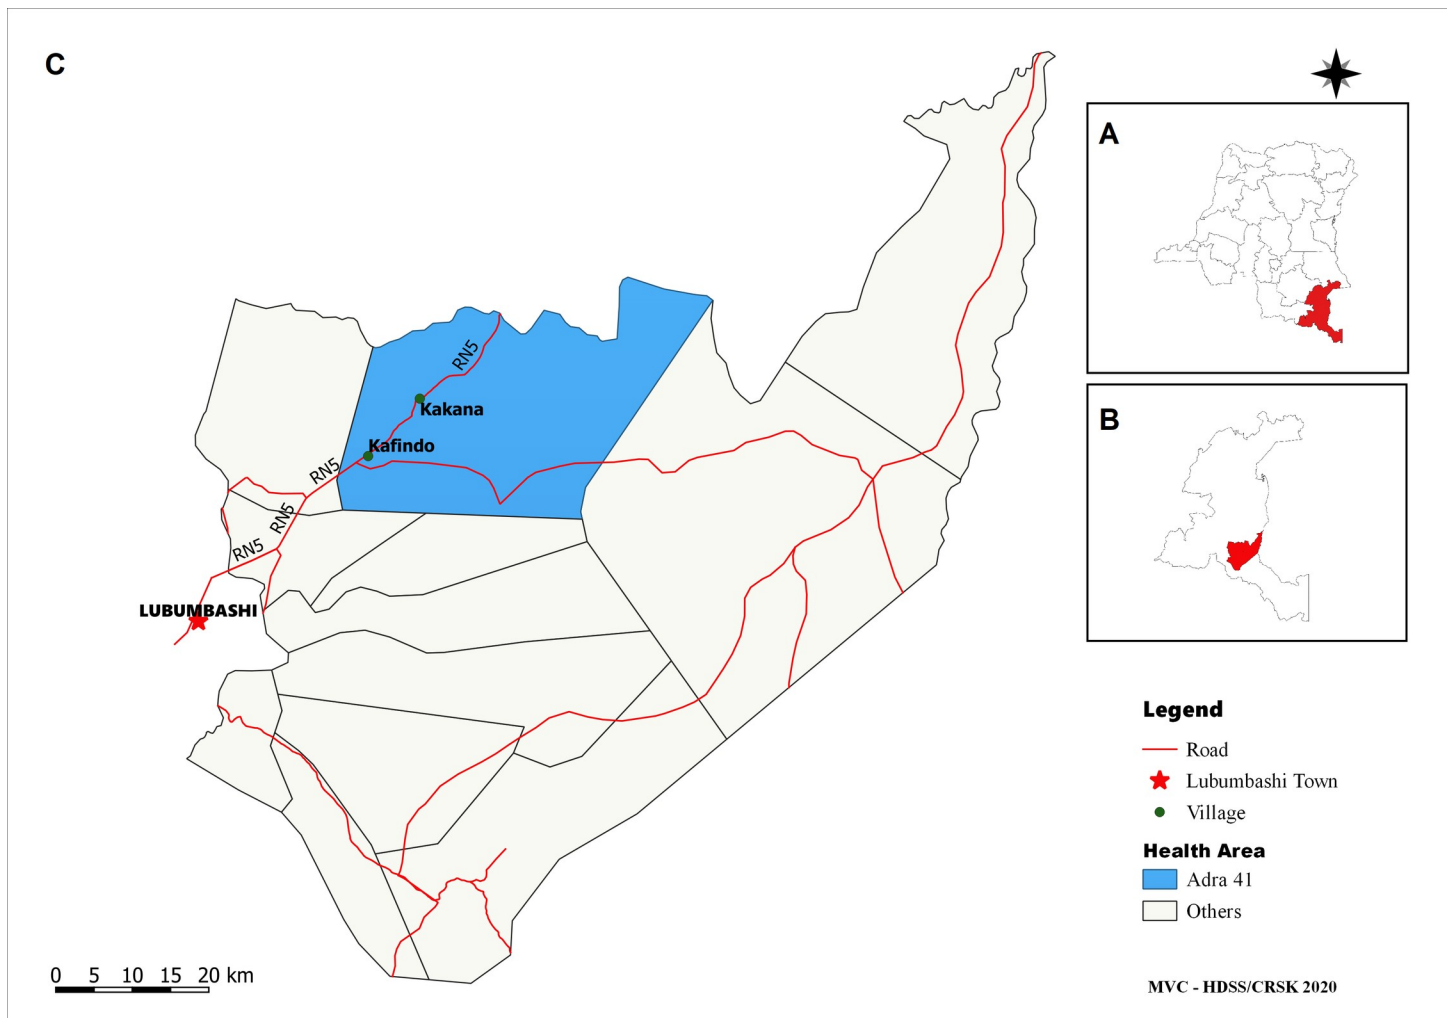 C
A
B
RN5
Kakana
Kafindo
RN5
RN5
RN5
LUBUMBASHI
Legend
Road
Lubumbashi Town
Village
Health Area
Adra 41
Others
0 5 10 15 20 km
MVC - HDSS/CRSK 2020